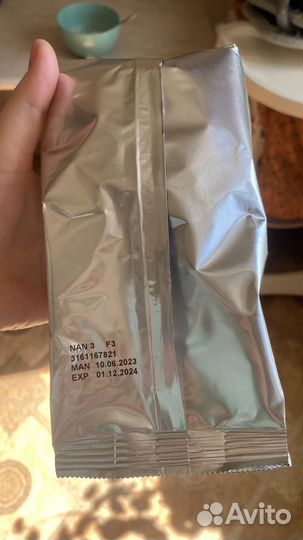 NAN 3 F3
3161167821
MAN 10.06.2023
EXP 01.12.2024
Avito